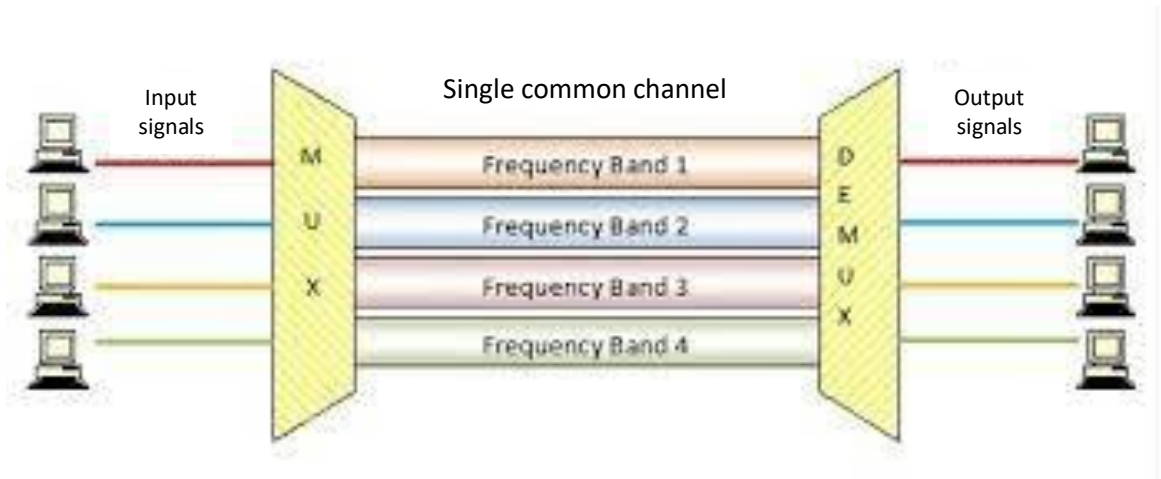 Single common channel
Input
signals
Output
signals
M
U
X
Frequency Band 1
Frequency Band 2
Frequency Band 3
Frequency Band 4
D
E
M
U
X